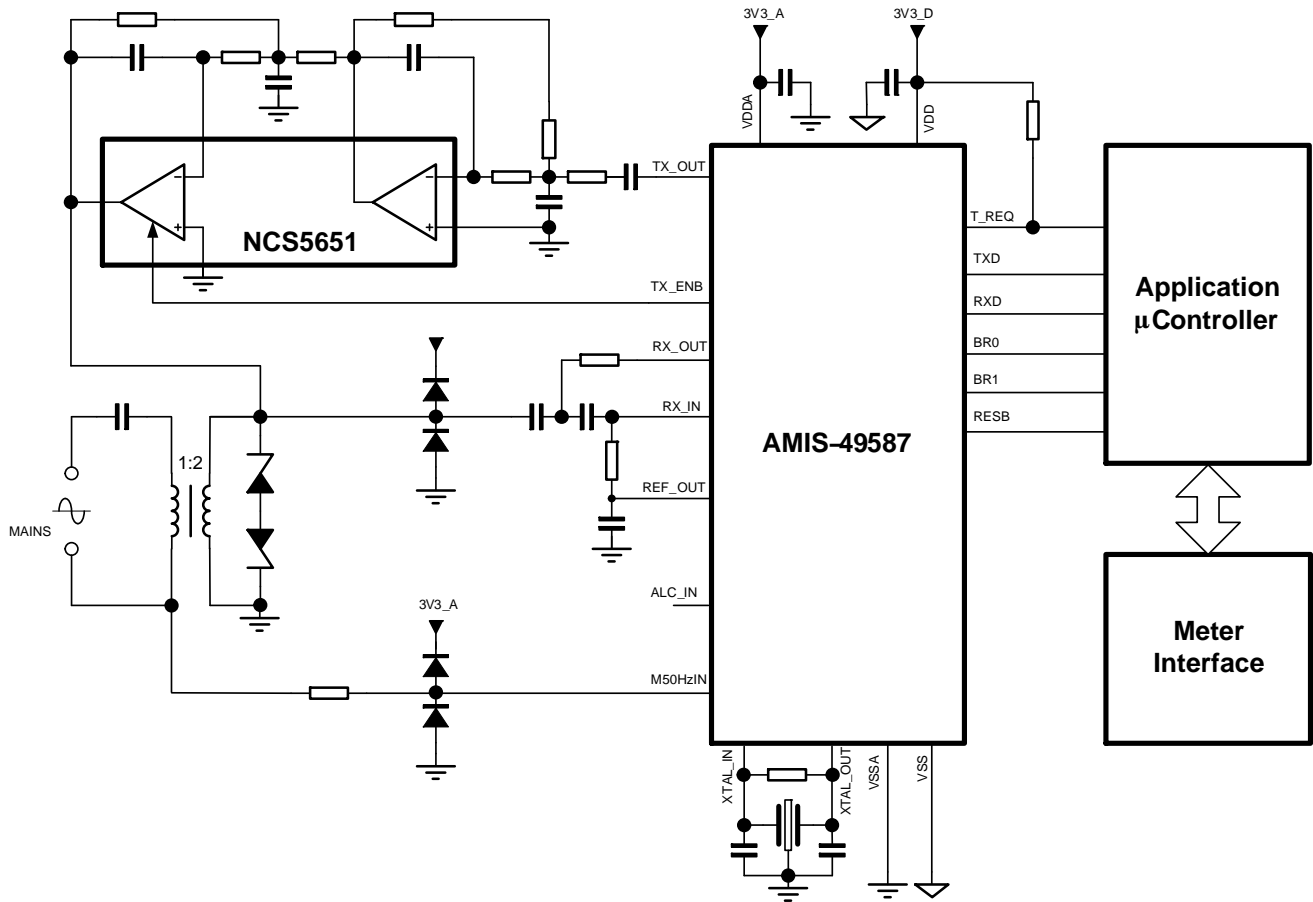 3V3_A
3V3_D
VDDA
VDD
TX_OUT
NCS5651
TX_ENB
RX_OUT
RX_IN
REF_OUT
1:2
MAINS
ALC_IN
3V3_A
M50HzIN
AMIS-49587
T_REQ
TXD
RXD
BR0
BR1
RESB
Application
µController
Meter
Interface
XTAL_IN
XTAL_OUT
VSSA
VSS